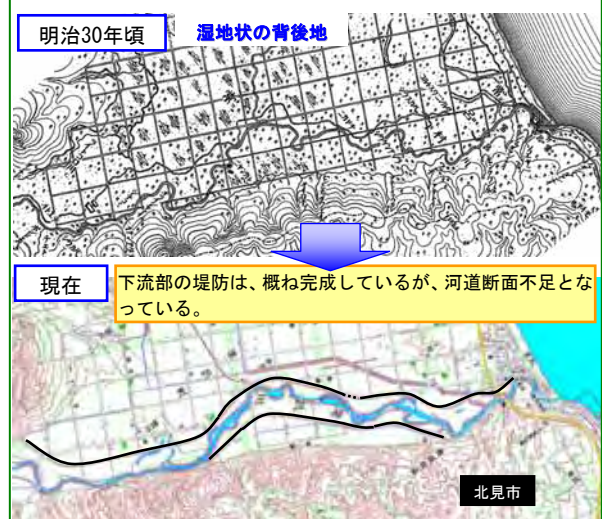 明治30年頃
湿地状の背後地
現在
下流部の堤防は、概ね完成しているが、河道断面不足とな
っている。
北見市